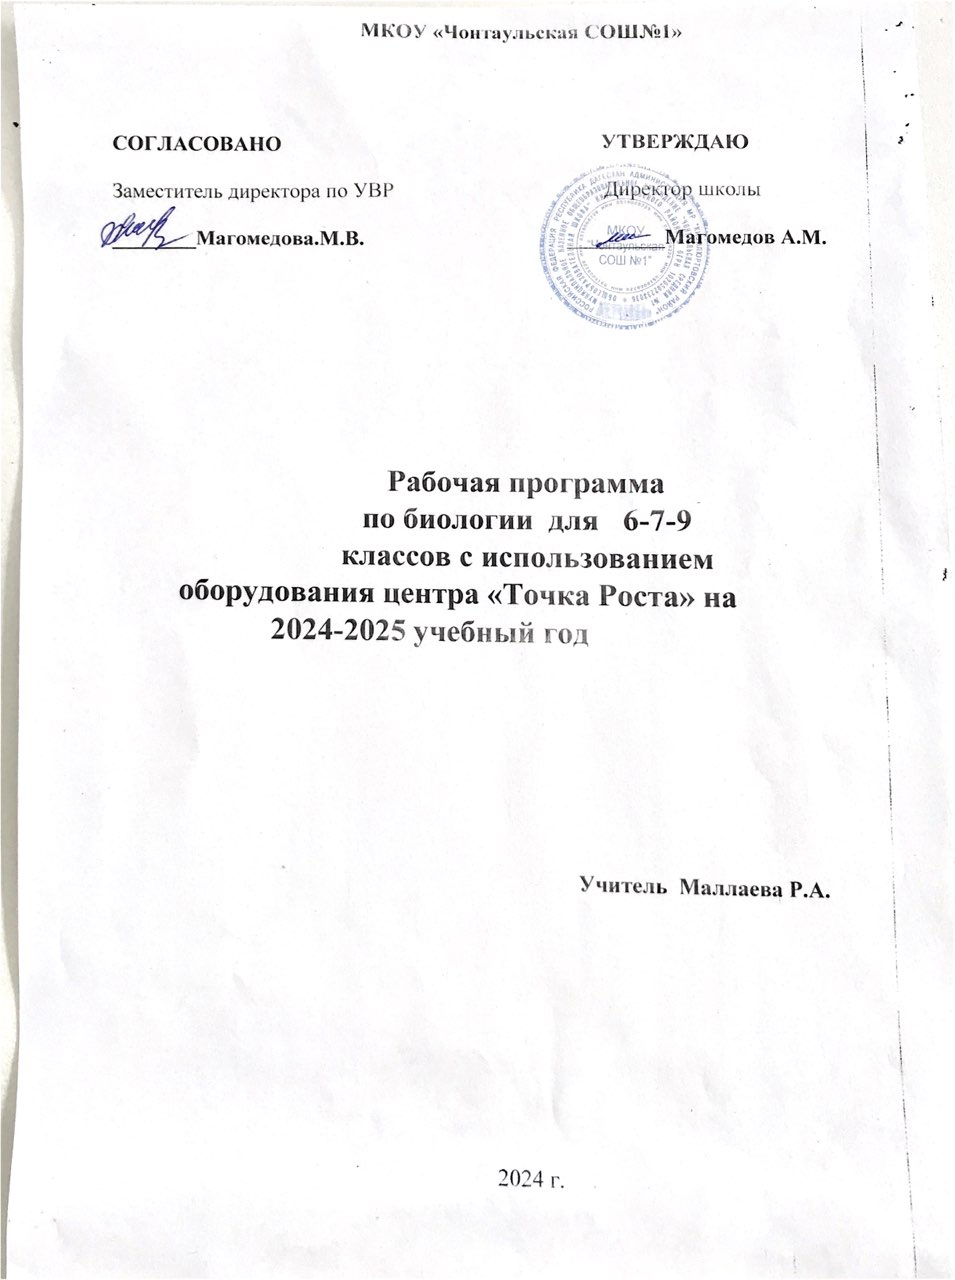 МКОУ «Чонтаульская СОШ№1»
СОГЛАСОВАНО
УТВЕРЖДАЮ
Заместитель директора по УВР
Директор школы
Магомедова.М.В.
Магомедов А.М.
МКОУ
"Чонтаульская
СОШ №1"
Рабочая программа
по биологии для 6-7-9
классов с использованием
оборудования центра «Точка Роста» на
2024-2025 учебный год
Учитель Маллаева Р.А.
2024 г.